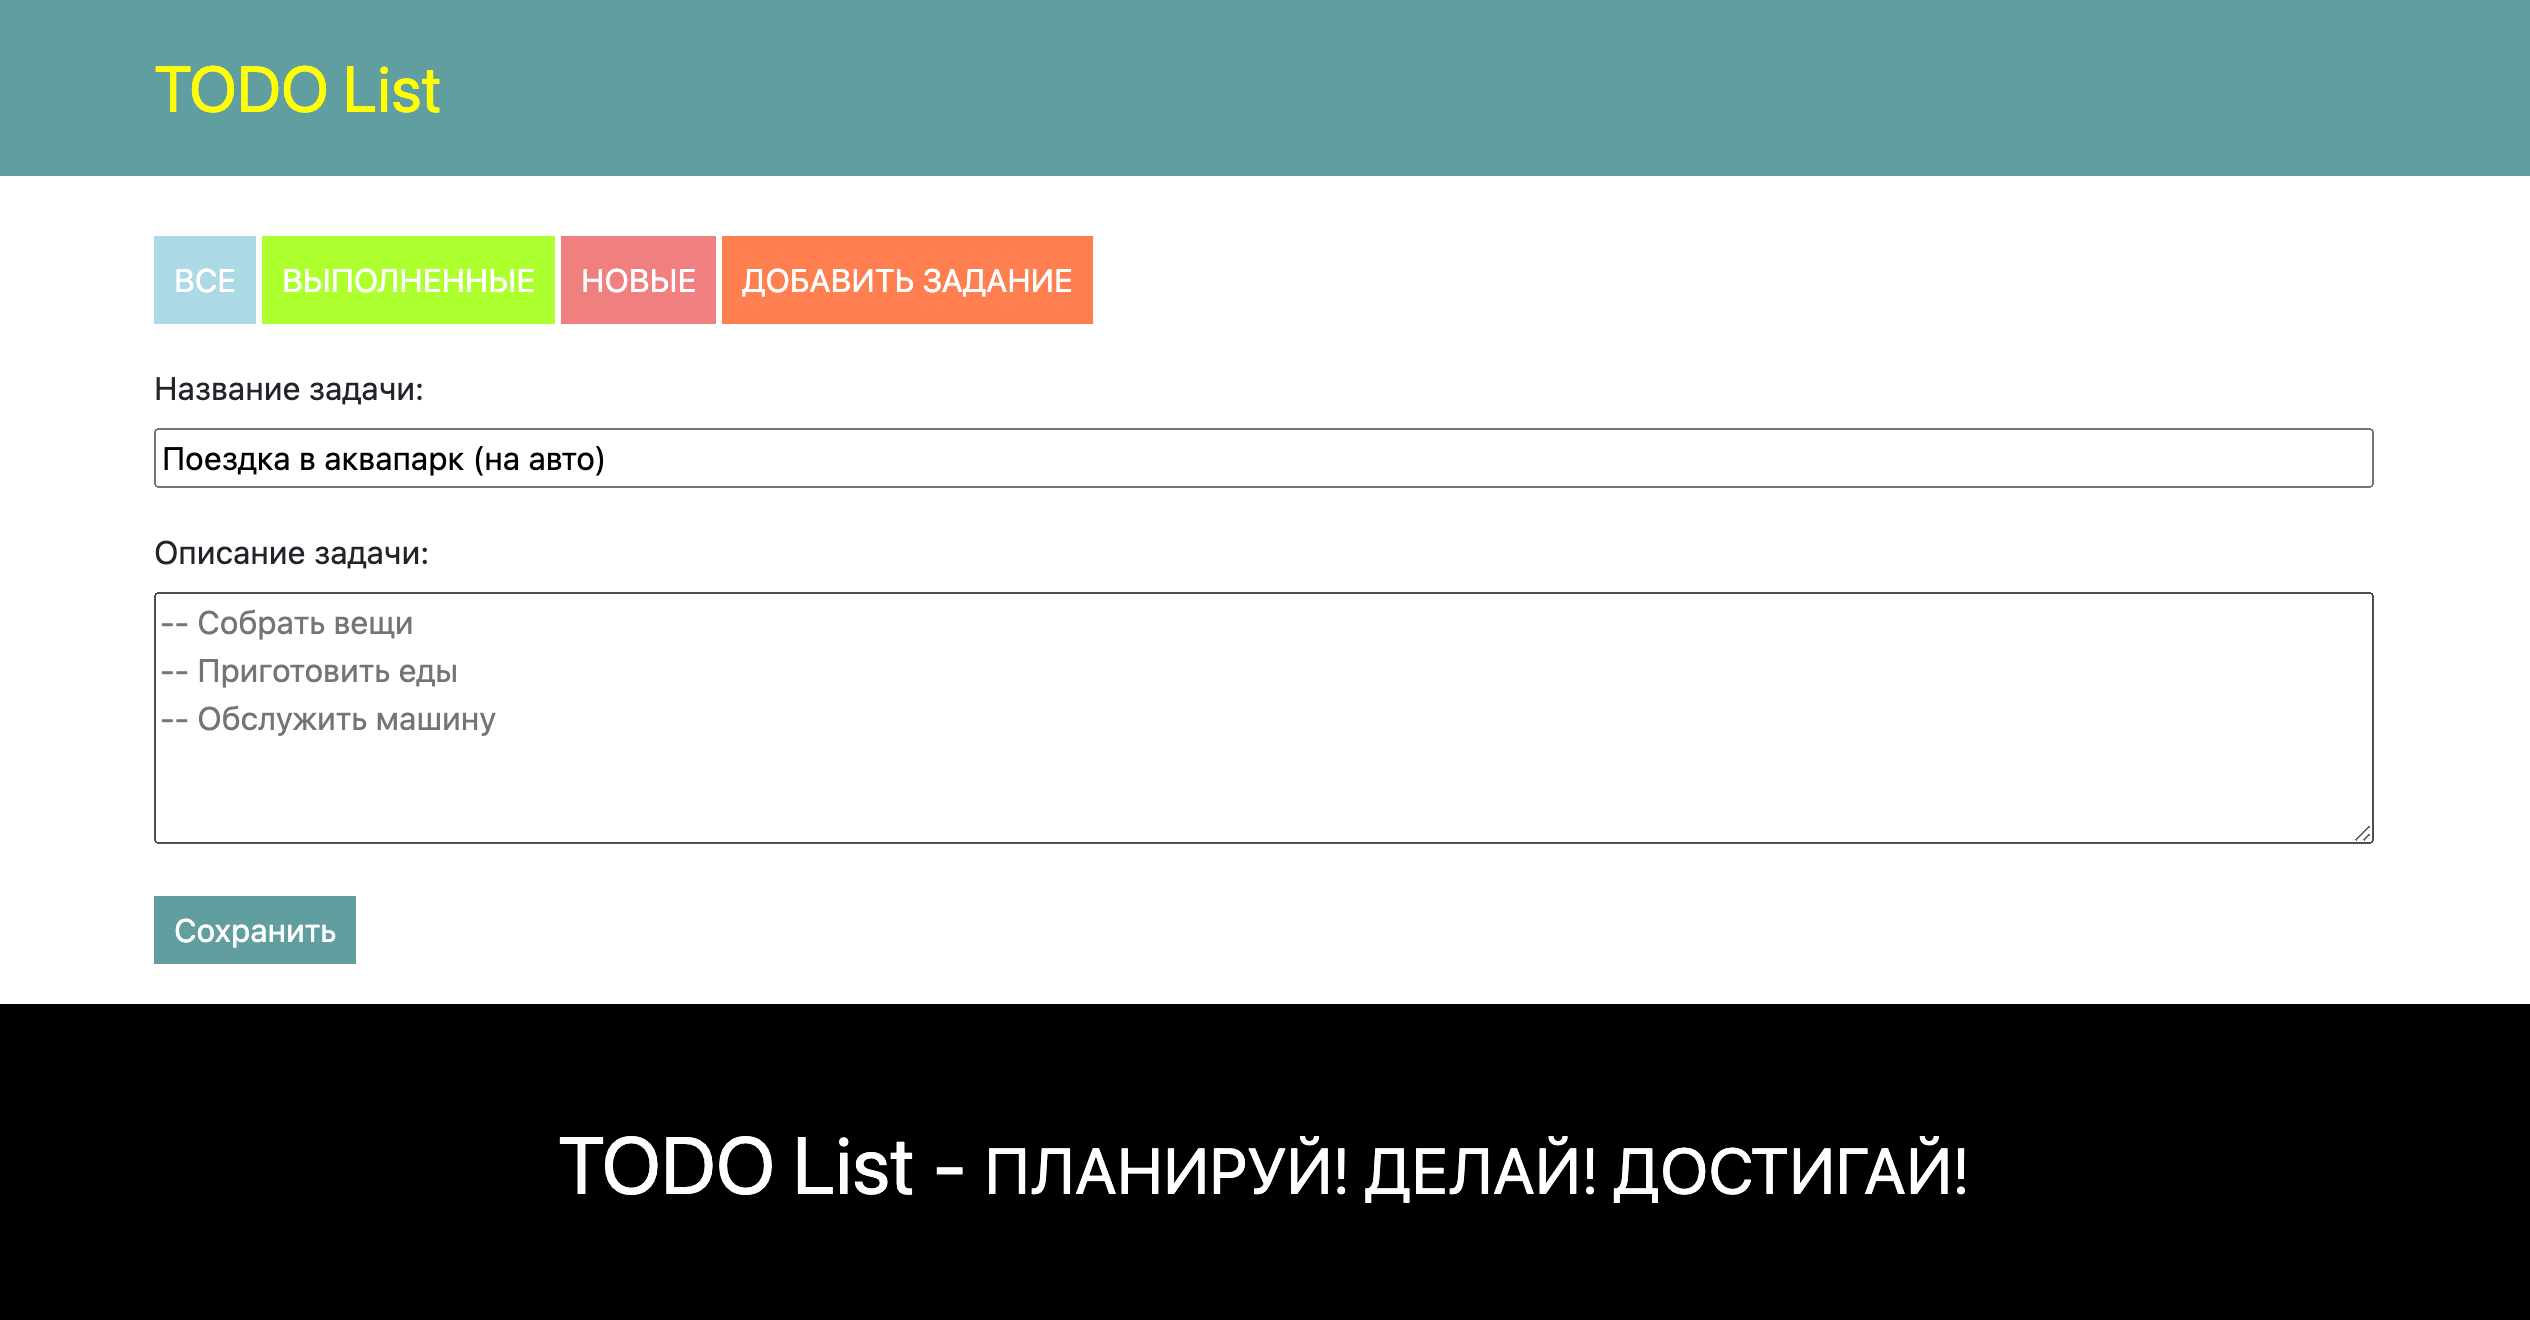 TODO List
ВСЕ ВЫПОЛНЕННЫЕ НОВЫЕ ДОБАВИТЬ ЗАДАНИЕ
Название задачи:
Поездка в аквапарк (на авто)
Описание задачи:
-- Собрать вещи
-- Приготовить еды
-- Обслужить машину
Сохранить
TODO List - ПЛАНИРУЙ! ДЕЛАЙ! ДОСТИГАЙ!